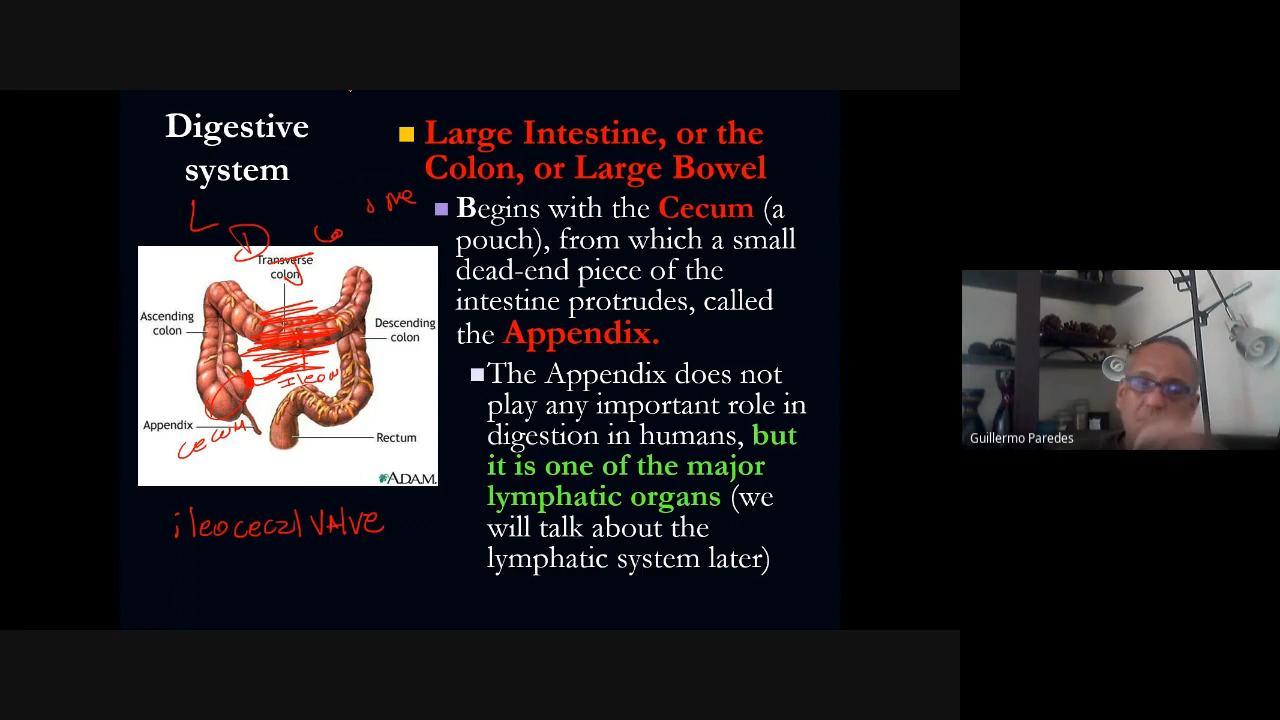 Digestive
system
Large Intestine, or the
Colon, or Large Bowel
Begins with the Cecum (a
pouch), from which a small
dead-end piece of the
intestine protrudes, called
the Appendix.
The Appendix does not
play any important role in
digestion in humans, but
it is one of the major
lymphatic organs (we
will talk about the
lymphatic system later)
L
D
J
Transverse
colon
Ascending
colon
Descending
colon
Ileum
Appendix
cecum
Rectum
ADAM.
ileocecal VAlve
Guillermo Paredes